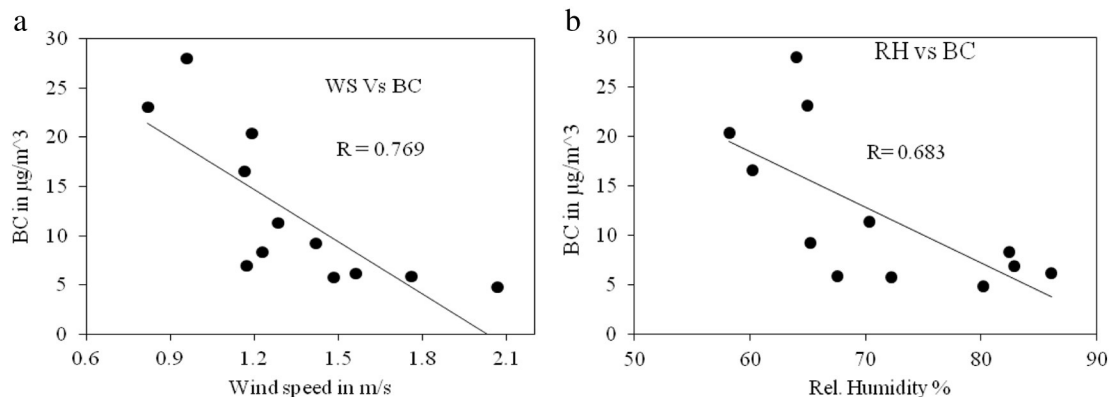 a
30
25
20
15
10
5
0
BC in µg/m^3
WS Vs BC
R = 0.769
0.6 0.9 1.2 1.5 1.8 2.1
Wind speed in m/s
b
30
25
20
15
10
5
0
BC in µg/m^3
RH vs BC
R= 0.683
50 60 70 80 90
Rel. Humidity %